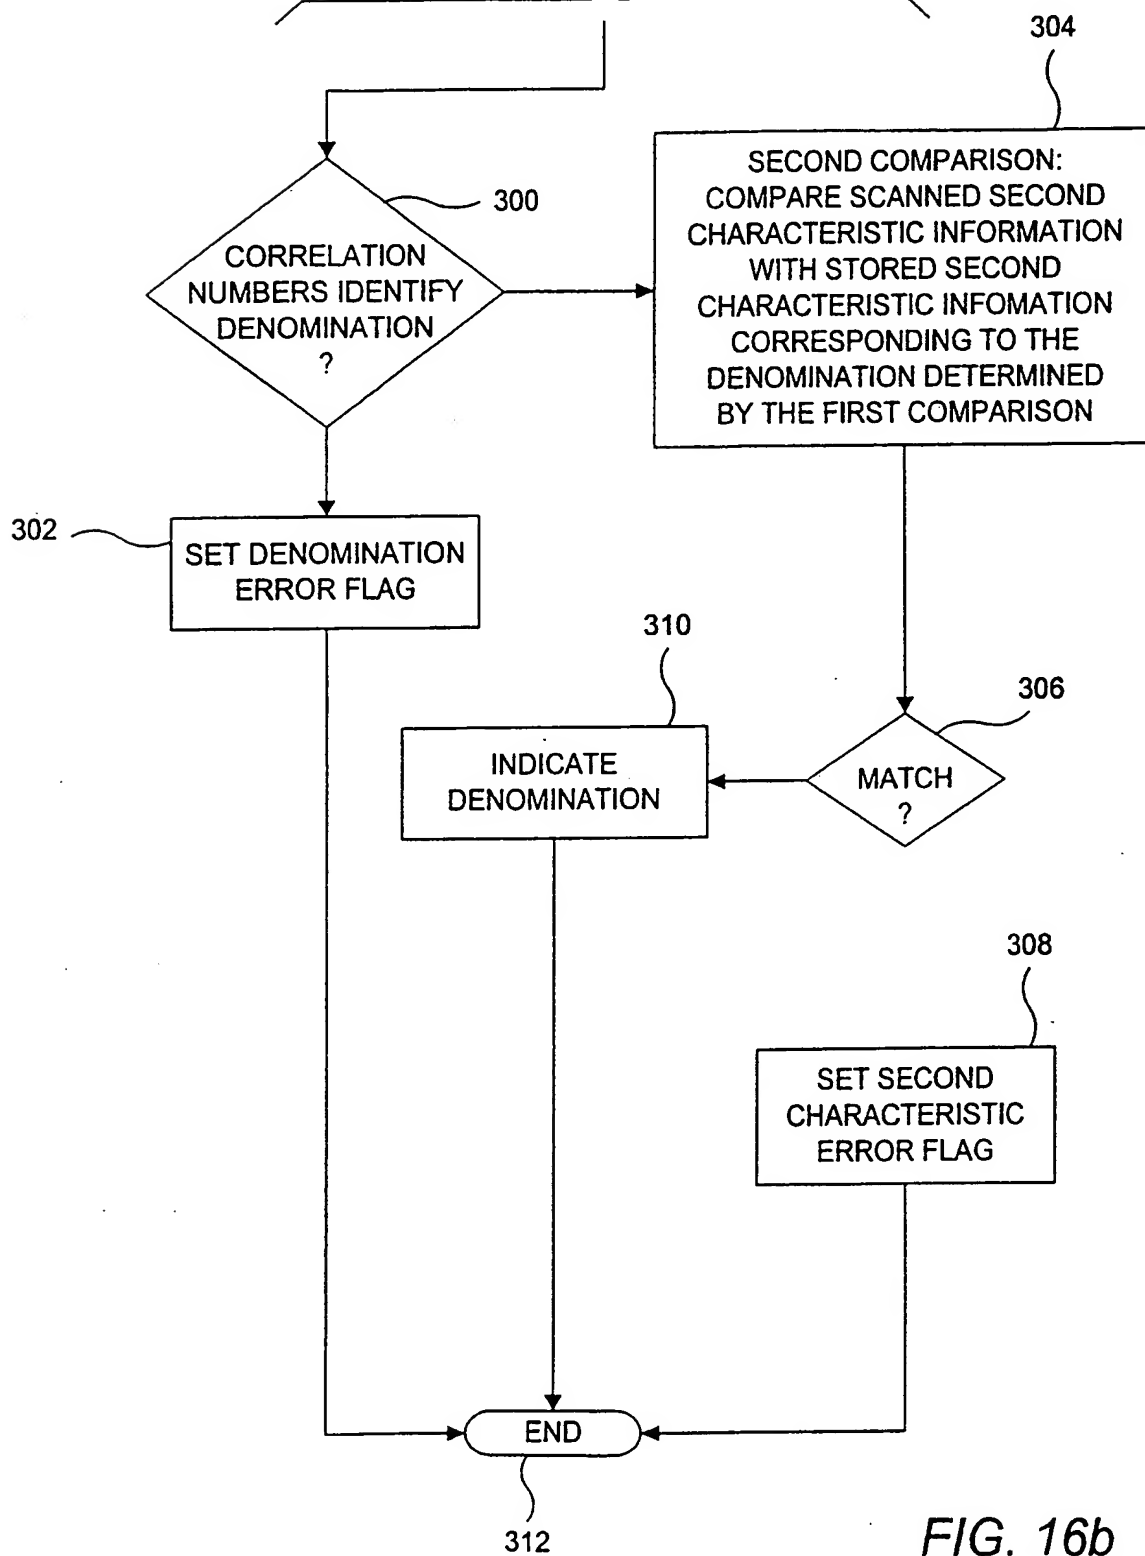 304
300
CORRELATION
NUMBERS IDENTIFY
DENOMINATION
?
SECOND COMPARISON:
COMPARE SCANNED SECOND
CHARACTERISTIC INFORMATION
WITH STORED SECOND
CHARACTERISTIC INFOMATION
CORRESPONDING TO THE
DENOMINATION DETERMINED
BY THE FIRST COMPARISON
302
SET DENOMINATION
ERROR FLAG
310
INDICATE
DENOMINATION
306
MATCH
?
308
SET SECOND
CHARACTERISTIC
ERROR FLAG
END
312
FIG. 16b